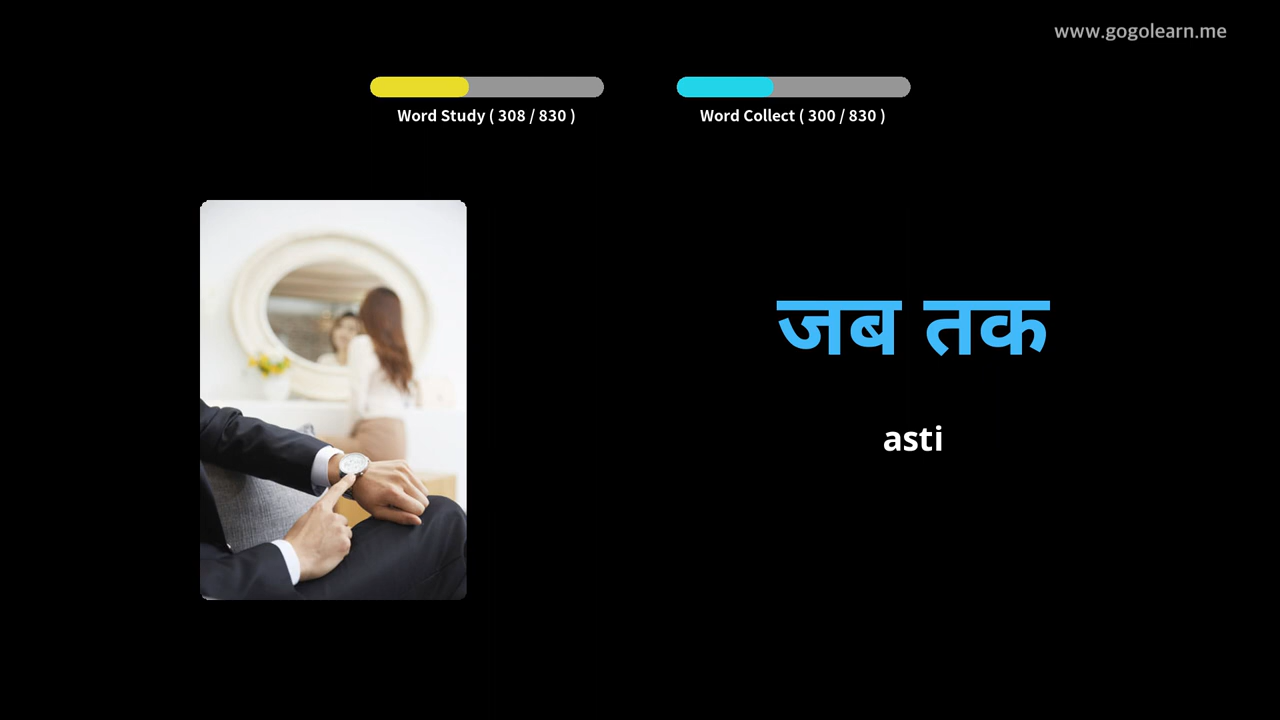 www.gogolearn.me
Word Study ( 308 / 830 )
Word Collect ( 300 / 830 )
जब तक
asti